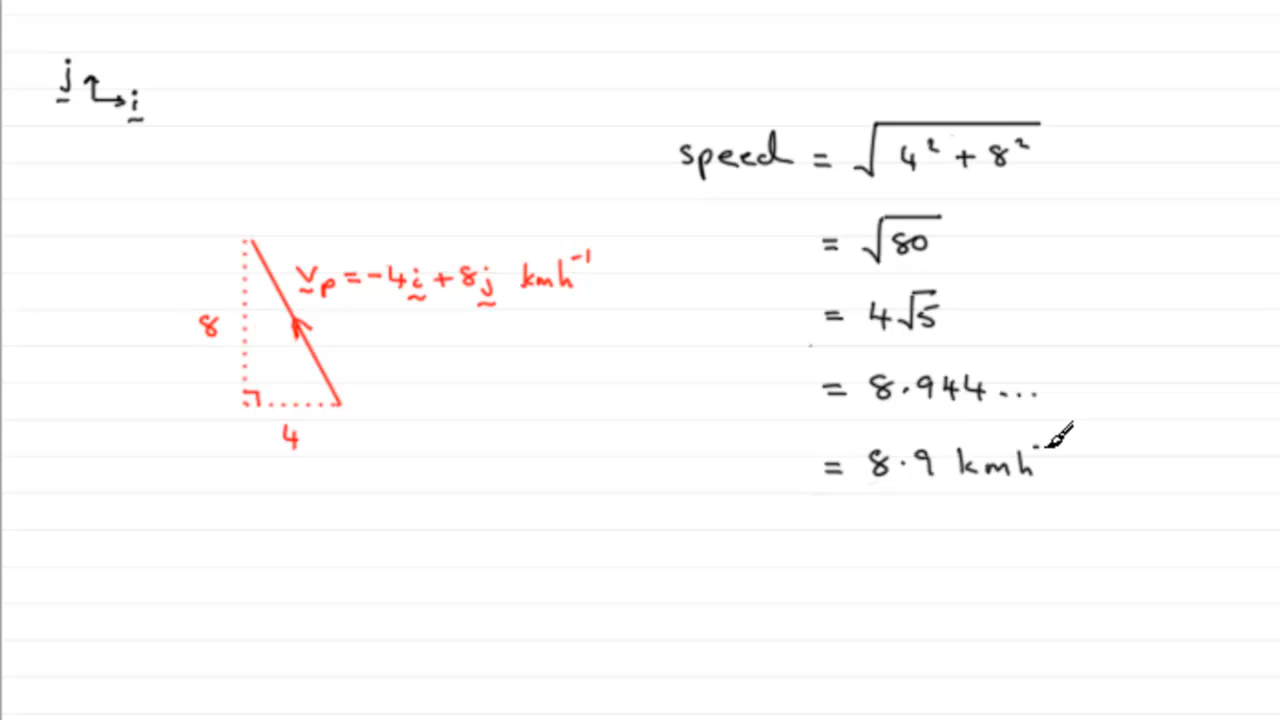 j
i
speed = √(4² + 8²)
= √80
v_p = -4i + 8j kmh⁻¹
8
= 4√5
= 8.944...
4
= 8.9 kmh⁻